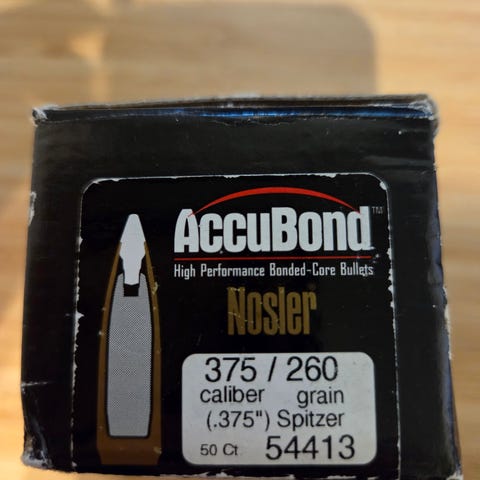 AccuBond™
High Performance Bonded-Core Bullets
Nosler®
375 / 260
caliber grain
(.375") Spitzer
50 Ct. 54413